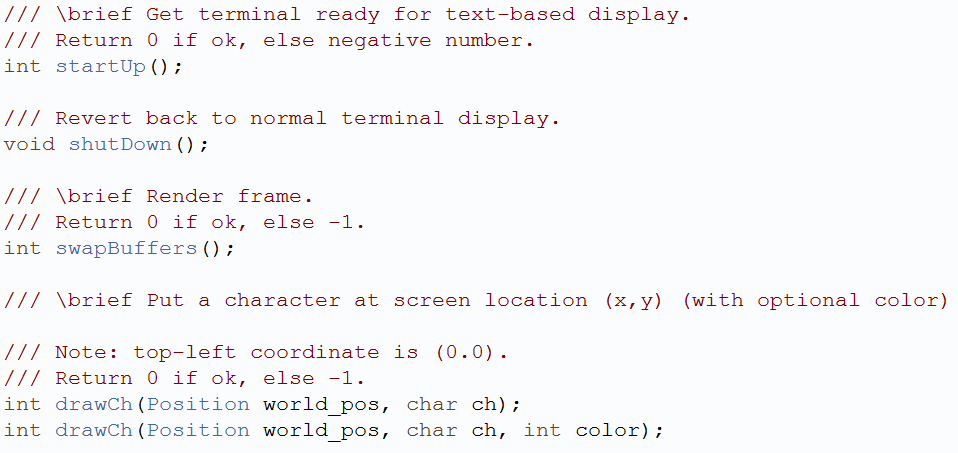 /// \brief Get terminal ready for text-based display.
/// Return 0 if ok, else negative number.
int startUp();
/// Revert back to normal terminal display.
void shutDown();
/// \brief Render frame.
/// Return 0 if ok, else -1.
int swapBuffers();
/// \brief Put a character at screen location (x,y) (with optional color)
/// Note: top-left coordinate is (0.0).
/// Return 0 if ok, else -1.
int drawCh(Position world_pos, char ch);
int drawCh(Position world_pos, char ch, int color);